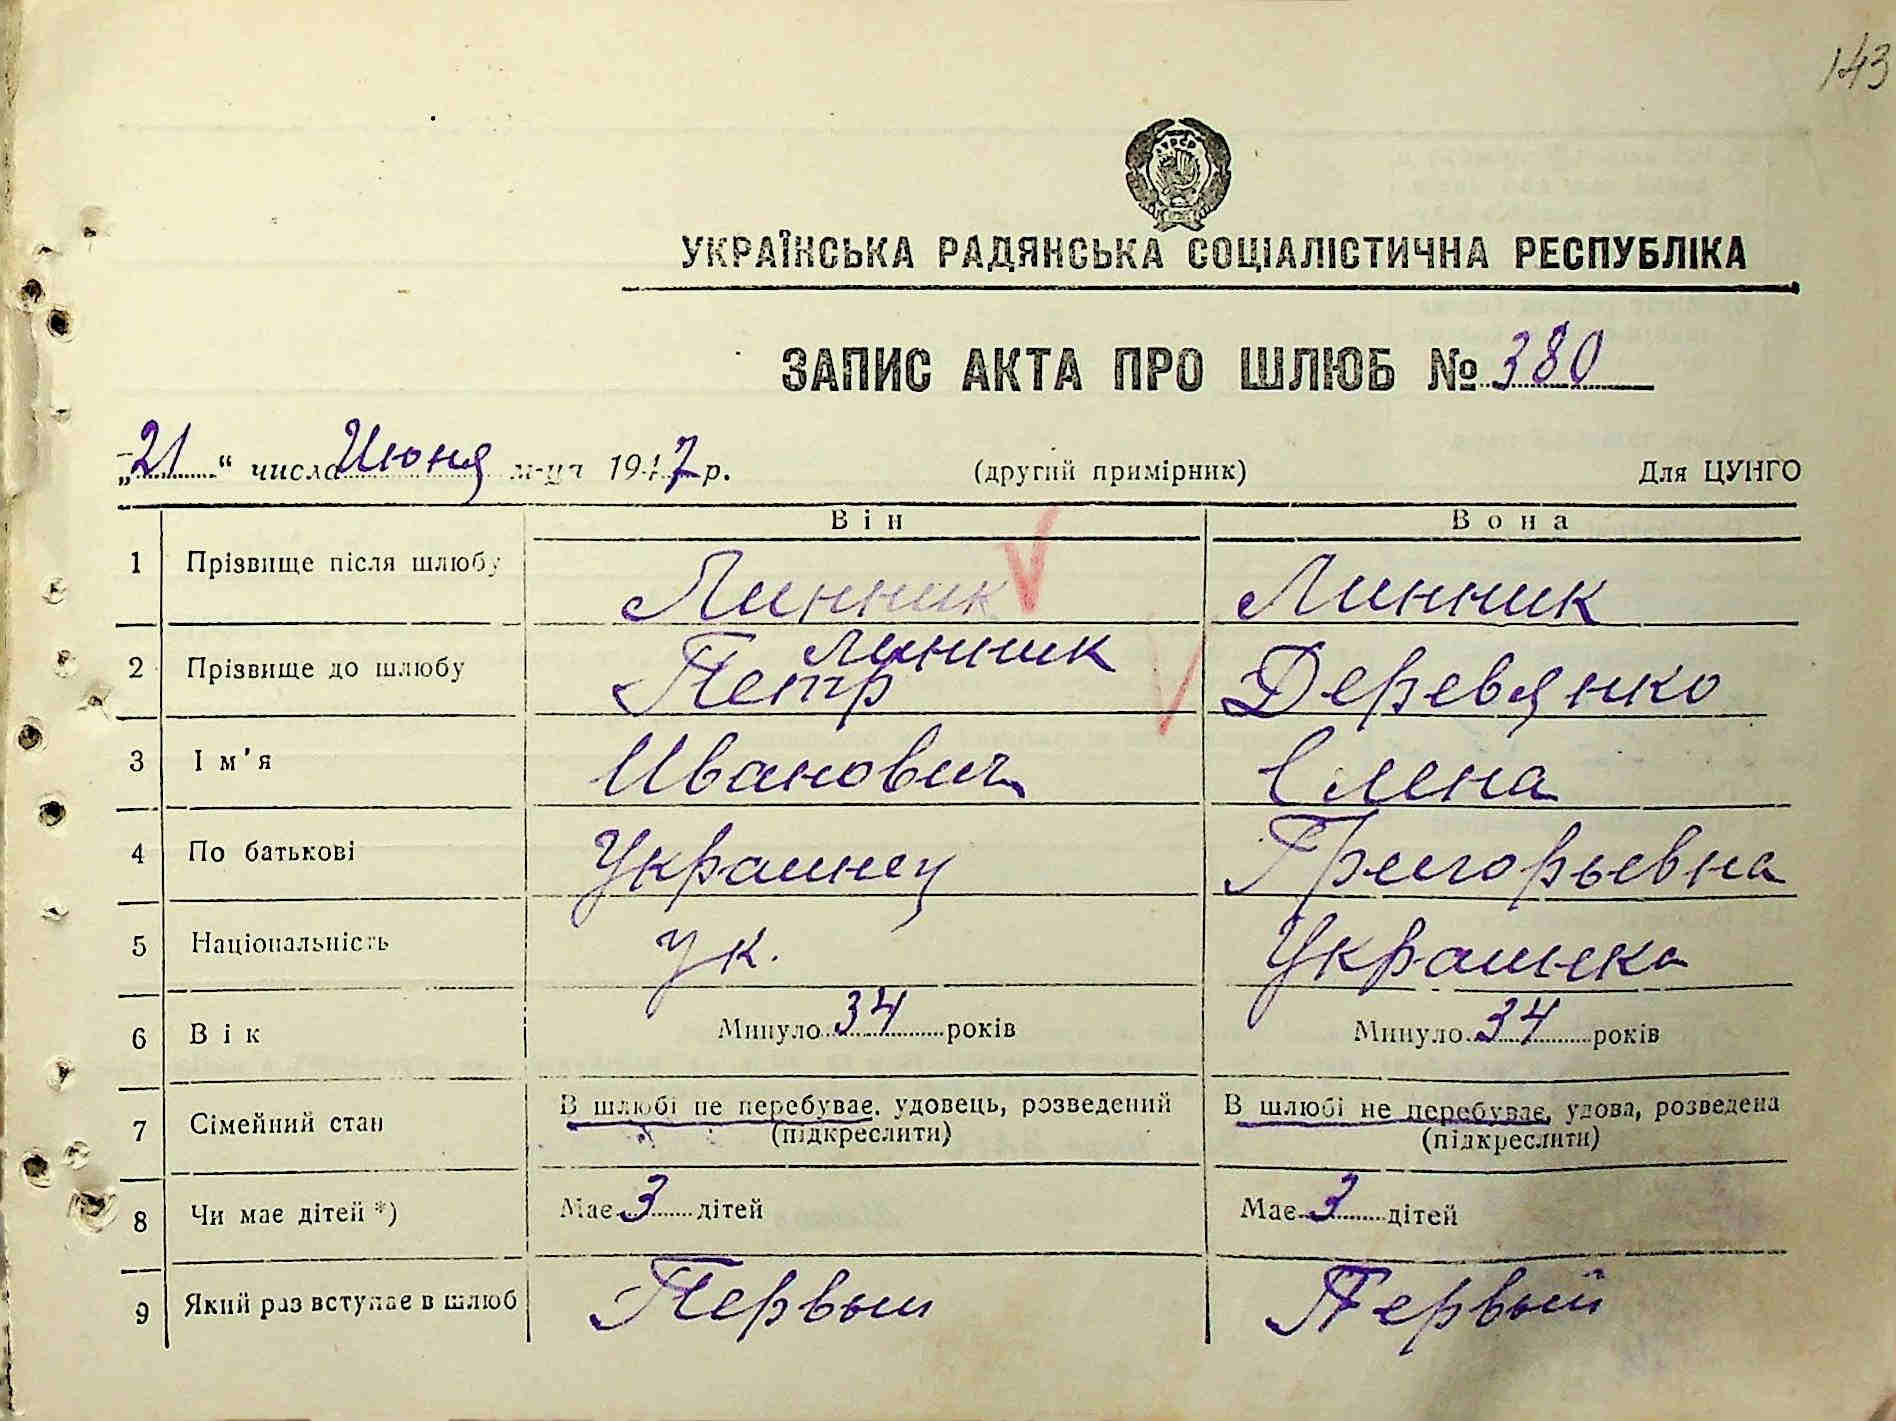 143
УРСР
УКРАЇНСЬКА РАДЯНСЬКА СОЦІАЛІСТИЧНА РЕСПУБЛІКА
ЗАПИС АКТА ПРО ШЛЮБ № 380
„21“ числа Июня м-ця 1947 р. (другий примірник) Для ЦУНГО
Він Вона
1 Прізвище після шлюбу Линник Линник
Линник
2 Прізвище до шлюбу Петр Деревянко
3 Ім'я Иванович Елена
4 По батькові Украинец Григорьевна
5 Національність Ук. Украинка
6 Вік Минуло 34 років Минуло 34 років
7 Сімейний стан В шлюбі не перебуває, удовець, розведений В шлюбі не перебуває, удова, розведена
(підкреслити) (підкреслити)
8 Чи має дітей *) Має 3 дітей Має 3 дітей
9 Який раз вступає в шлюб Первый Первый